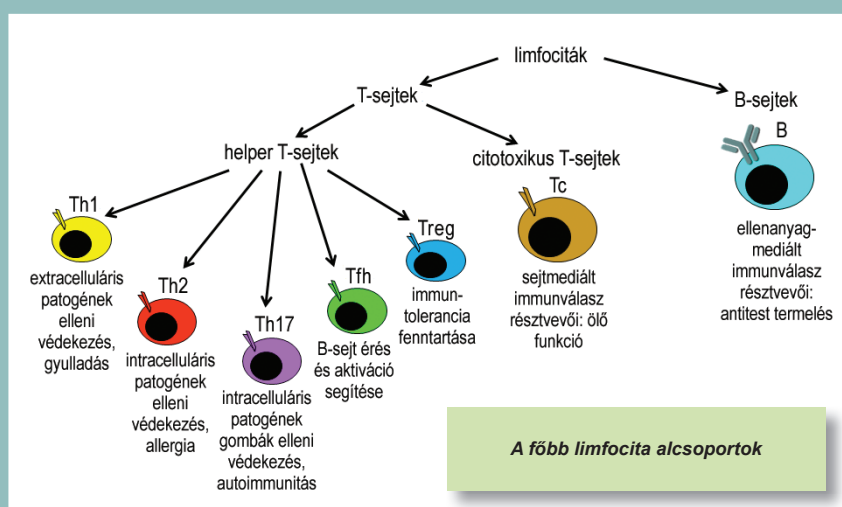 limfociták
T-sejtek
B-sejtek
B
helper T-sejtek
citotoxikus T-sejtek
Tc
Th1
extracelluláris
patogének
elleni
védekezés,
gyulladás
Th2
intracelluláris
patogének
elleni
védekezés,
allergia
Th17
intracelluláris
patogének
gombák elleni
védekezés,
autoimmunitás
Tfh
B-sejt érés
és aktiváció
segítése
Treg
immun-
tolerancia
fenntartása
sejtmediált
immunválasz
résztvevői: ölő
funkció
ellenanyag-
mediált
immunválasz
résztvevői:
antitest termelés
A főbb limfocita alcsoportok